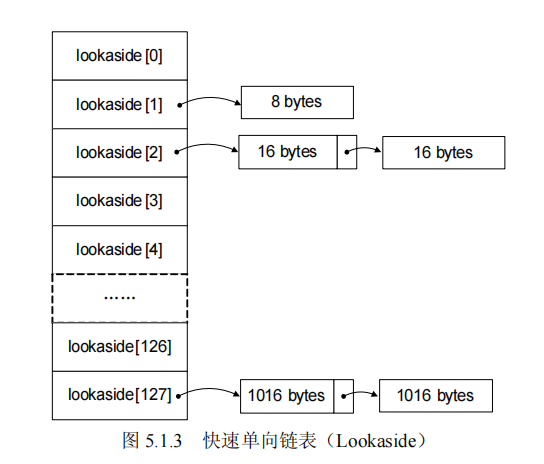 lookaside[0]
lookaside[1]
8 bytes
lookaside[2]
16 bytes
16 bytes
lookaside[3]
lookaside[4]
……
lookaside[126]
lookaside[127]
1016 bytes
1016 bytes
图 5.1.3 快速单向链表（Lookaside）